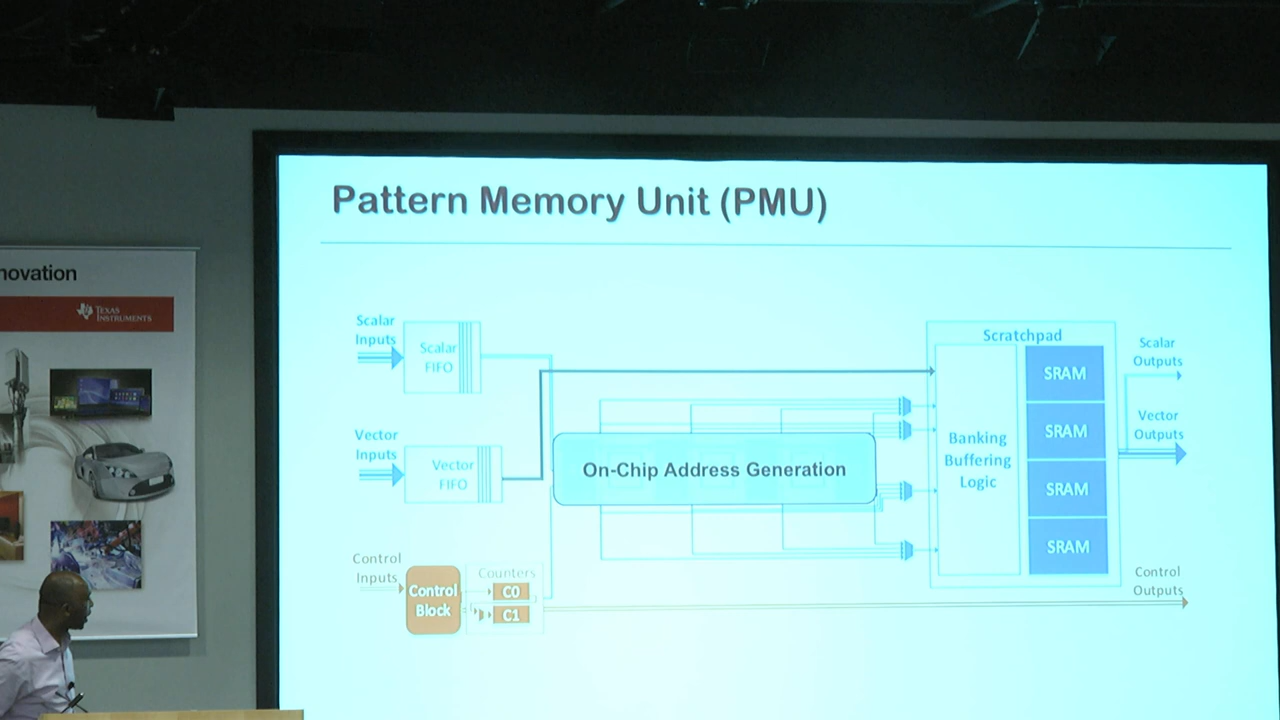 Pattern Memory Unit (PMU)
novation
TEXAS
INSTRUMENTS
Scalar
Inputs
Scalar
FIFO
Vector
Inputs
Vector
FIFO
Control
Inputs
Control
Block
Counters
C0
C1
On-Chip Address Generation
Scratchpad
Banking
Buffering
Logic
SRAM
SRAM
SRAM
SRAM
Scalar
Outputs
Vector
Outputs
Control
Outputs